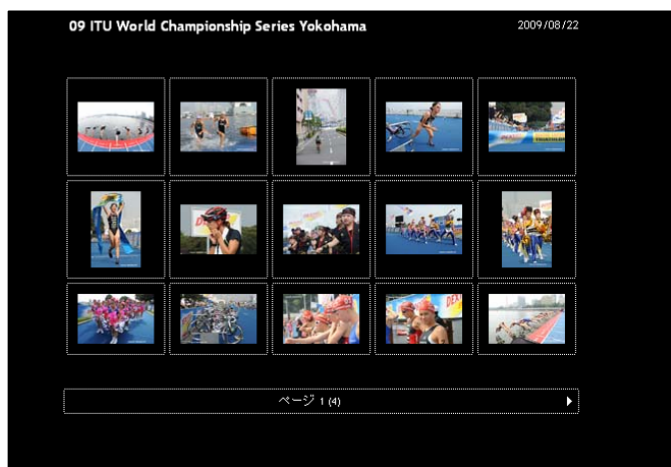 09 ITU World Championship Series Yokohama
2009/08/22
ページ 1 (4)